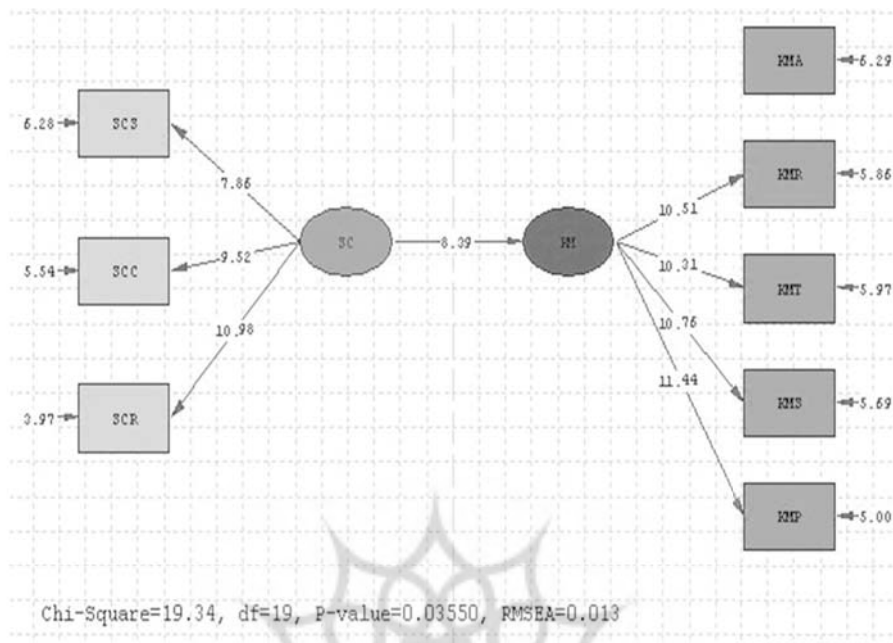 KMA
6.29
SCS
6.28
7.86
KMR
5.86
10.51
SC
8.39
KM
SCC
5.54
9.52
10.31
KMT
5.97
10.76
10.98
11.44
SCR
3.97
KMS
5.69
KMP
5.00
Chi-Square=19.34, df=19, P-value=0.03550, RMSEA=0.013